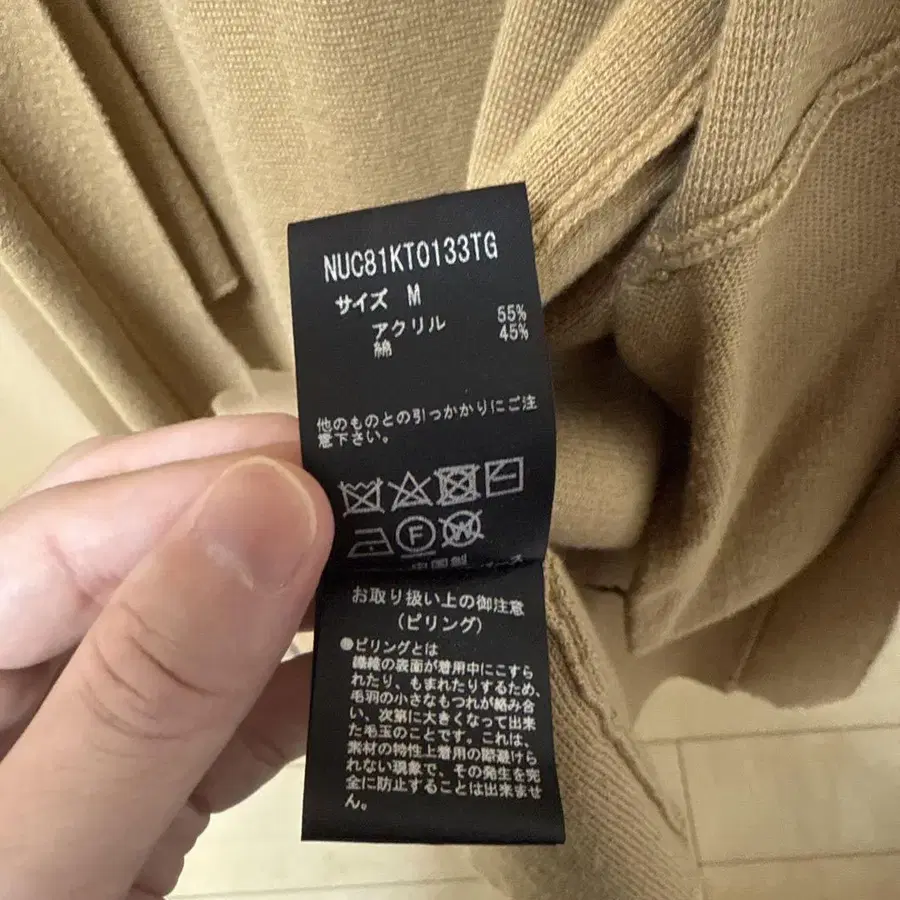 NUC81KT0133TG
サイズ M
アクリル 55%
綿 45%
他のものとの引っかかりにご注
意下さい。
F
W
中国製
お取り扱い上の御注意
(ピリング)
●ピリングとは
繊維の表面が着用中にこすら
れたり、もまれたりするため、
毛羽の小さなもつれが絡み合
い、次第に大きくなって出来
た毛玉のことです。これは、
素材の特性上着用の際避けら
れない現象で、その発生を完
全に防止することは出来ませ
ん。